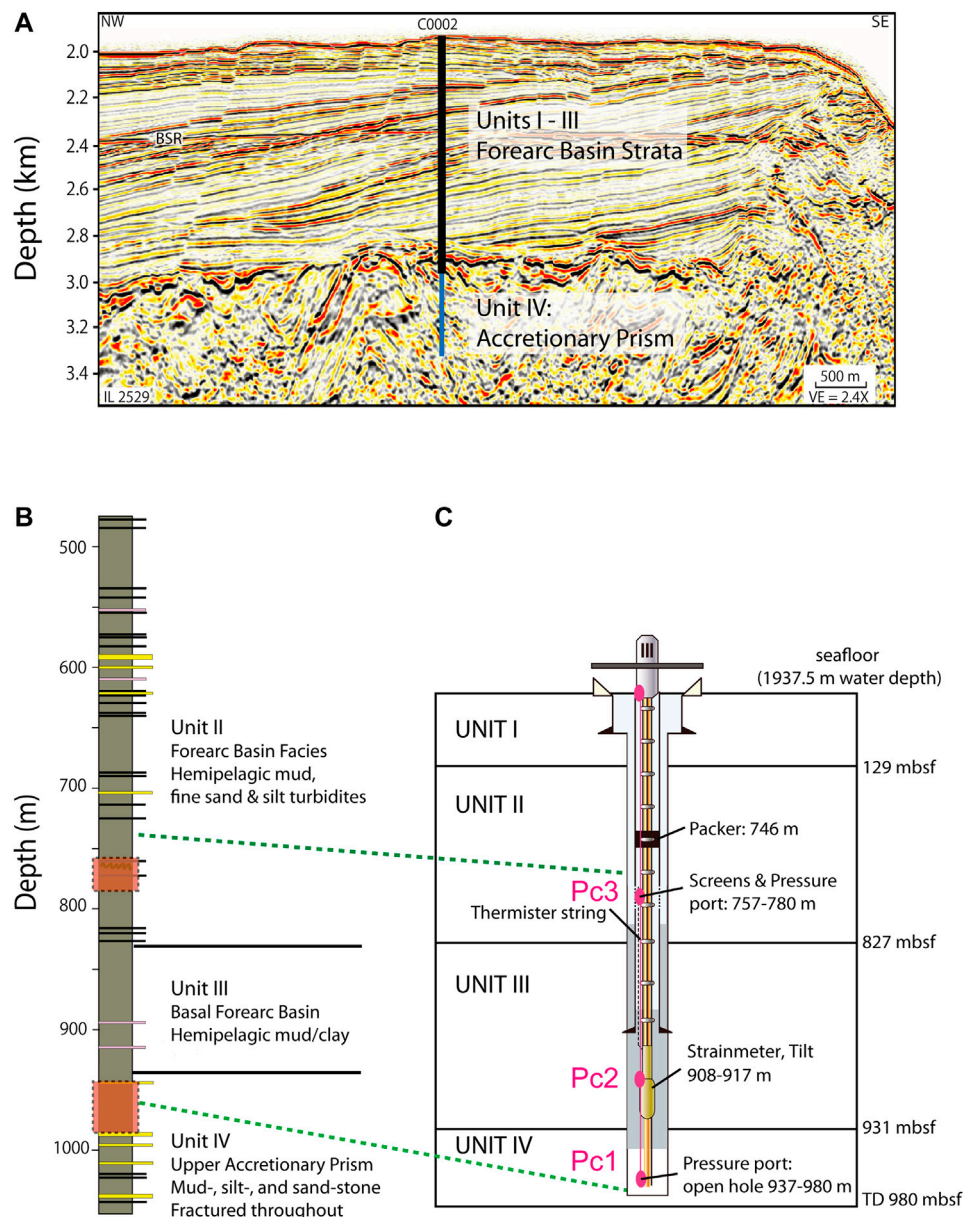 A
NW
C0002
SE
Depth (km)
2.0
2.2
2.4
2.6
2.8
3.0
3.2
3.4
BSR
Units I - III
Forearc Basin Strata
Unit IV:
Accretionary Prism
500 m
VE = 2.4X
IL 2529
B
Depth (m)
500
600
700
800
900
1000
Unit II
Forearc Basin Facies
Hemipelagic mud,
fine sand & silt turbidites
Unit III
Basal Forearc Basin
Hemipelagic mud/clay
Unit IV
Upper Accretionary Prism
Mud-, silt-, and sand-stone
Fractured throughout
C
seafloor
(1937.5 m water depth)
UNIT I
129 mbsf
UNIT II
Packer: 746 m
Pc3
Screens & Pressure
port: 757-780 m
Thermister string
827 mbsf
UNIT III
Strainmeter, Tilt
908-917 m
Pc2
931 mbsf
UNIT IV
Pc1
Pressure port:
open hole 937-980 m
TD 980 mbsf